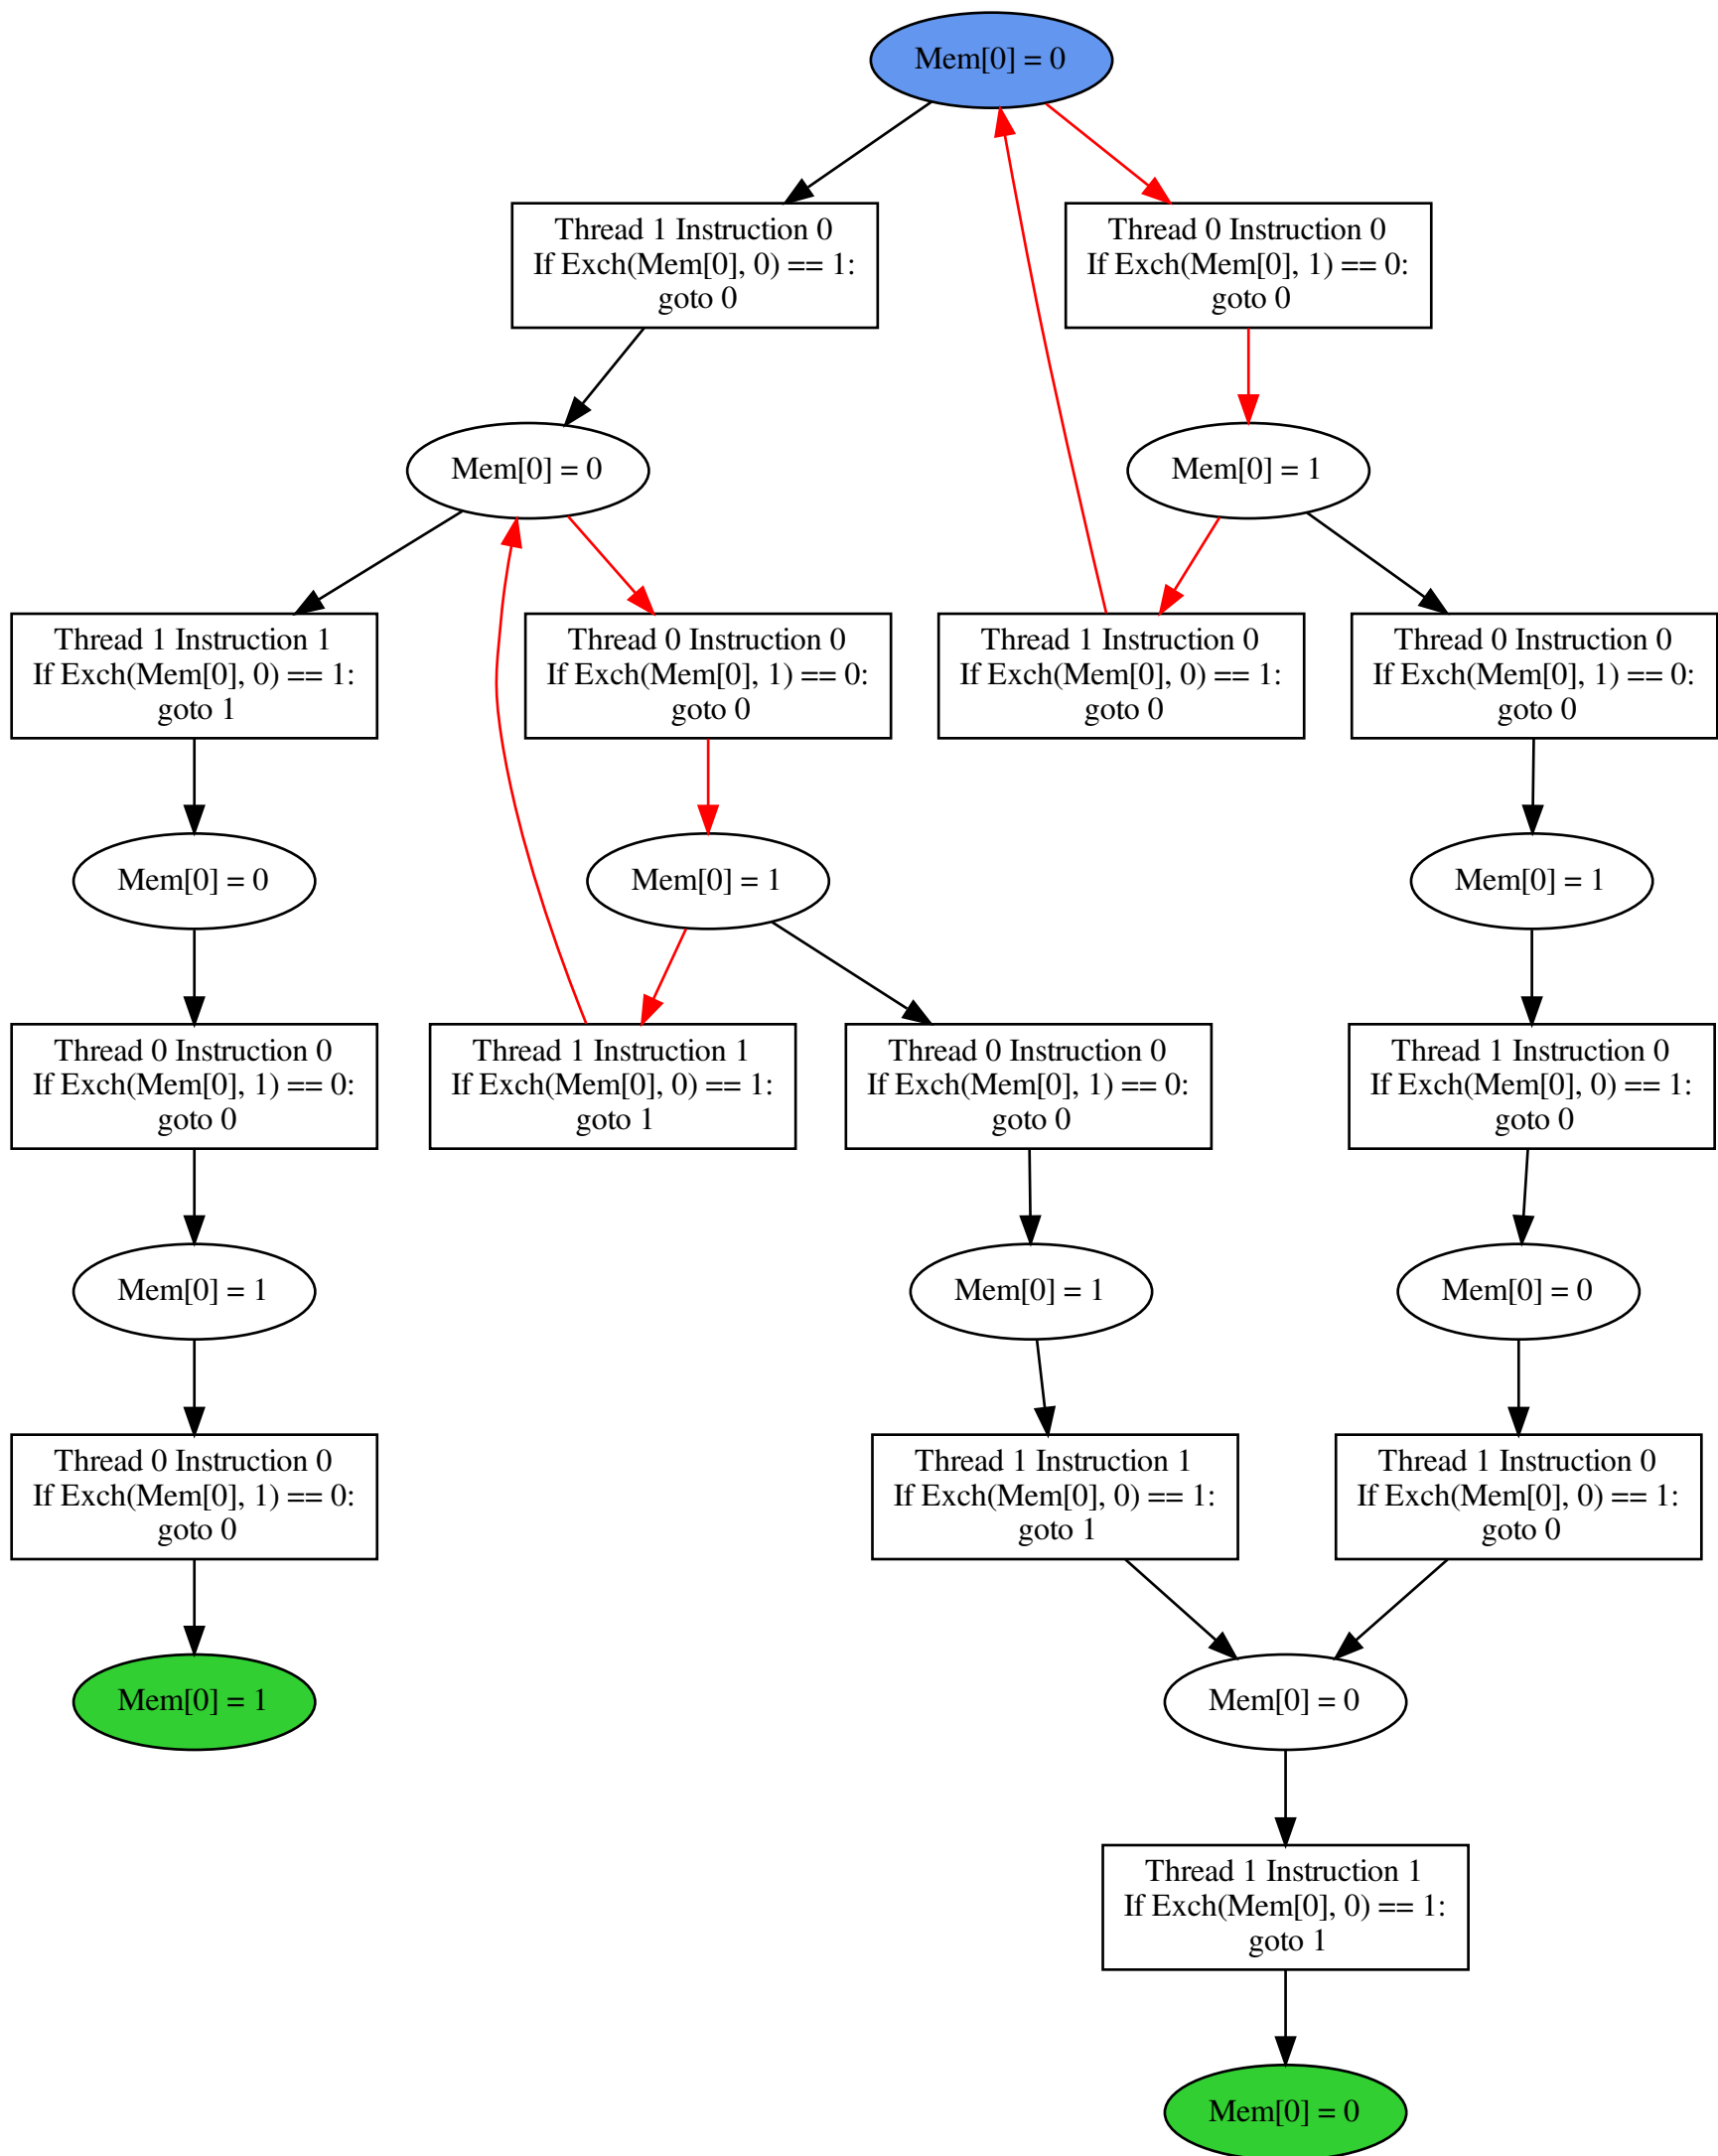 Mem[0] = 0
Thread 1 Instruction 0
If Exch(Mem[0], 0) == 1:
goto 0
Thread 0 Instruction 0
If Exch(Mem[0], 1) == 0:
goto 0
Mem[0] = 0
Mem[0] = 1
Thread 1 Instruction 1
If Exch(Mem[0], 0) == 1:
goto 1
Thread 0 Instruction 0
If Exch(Mem[0], 1) == 0:
goto 0
Thread 1 Instruction 0
If Exch(Mem[0], 0) == 1:
goto 0
Thread 0 Instruction 0
If Exch(Mem[0], 1) == 0:
goto 0
Mem[0] = 0
Mem[0] = 1
Mem[0] = 1
Thread 0 Instruction 0
If Exch(Mem[0], 1) == 0:
goto 0
Thread 1 Instruction 1
If Exch(Mem[0], 0) == 1:
goto 1
Thread 0 Instruction 0
If Exch(Mem[0], 1) == 0:
goto 0
Thread 1 Instruction 0
If Exch(Mem[0], 0) == 1:
goto 0
Mem[0] = 1
Mem[0] = 1
Mem[0] = 0
Thread 0 Instruction 0
If Exch(Mem[0], 1) == 0:
goto 0
Thread 1 Instruction 1
If Exch(Mem[0], 0) == 1:
goto 1
Thread 1 Instruction 0
If Exch(Mem[0], 0) == 1:
goto 0
Mem[0] = 1
Mem[0] = 0
Thread 1 Instruction 1
If Exch(Mem[0], 0) == 1:
goto 1
Mem[0] = 0